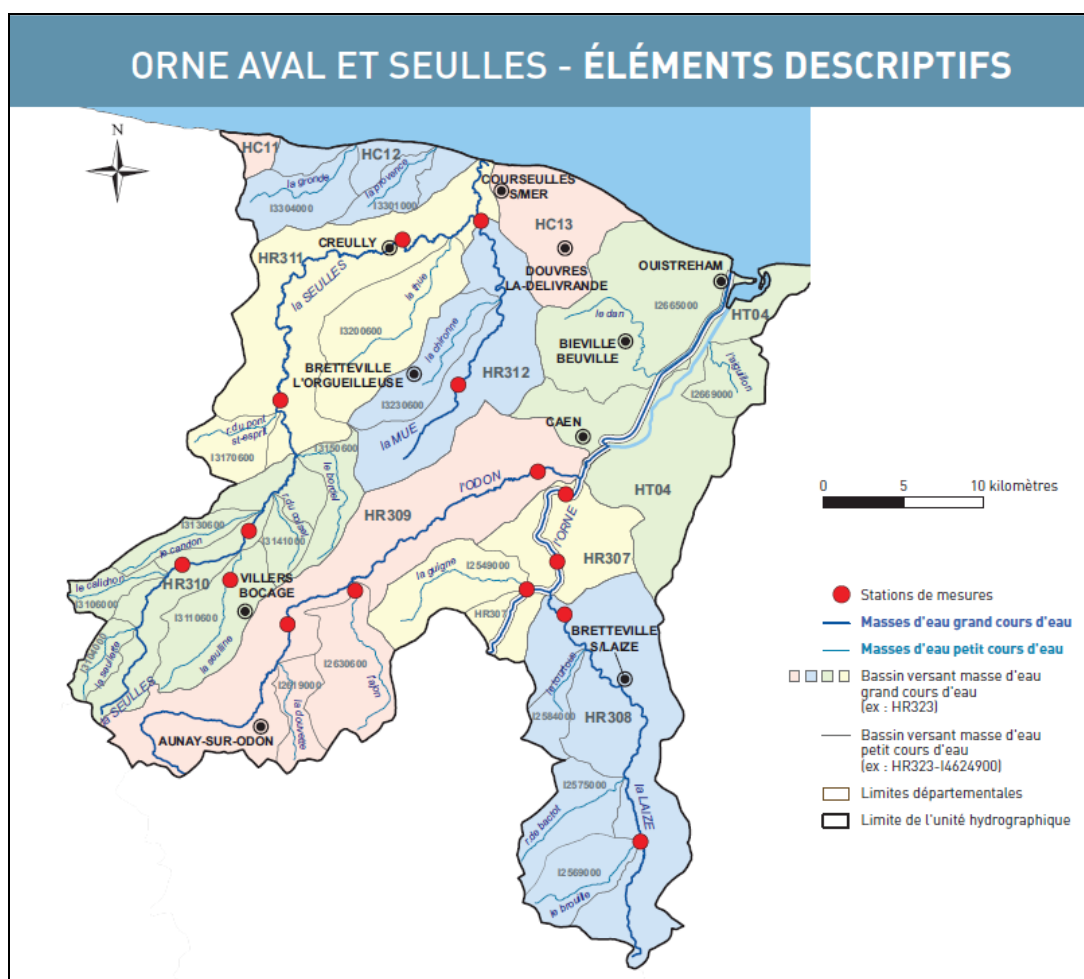 ORNE AVAL ET SEULLES - ÉLÉMENTS DESCRIPTIFS
N
HC11
HC12
la gronde
la provence
I3304000
I3301000
COURSEULLES
S/MER
HC13
CREULLY
HR311
DOUVRES
LA-DELIVRANDE
OUISTREHAM
la SEULLES
la thue
I2665000
HT04
le dan
I3200600
la chironne
BIEVILLE
BEUVILLE
l'aiguillon
BRETTEVILLE
L'ORGUEILLEUSE
HR312
I2669000
I3230600
CAEN
r.du pont
st-esprit
la MUE
I3170600
I3150600
le bordel
l'ODON
HT04
0 5 10 kilomètres
HR309
I3130600
I3141000
l'ORNE
le candon
I2549000
HR307
la guigne
le calichon
HR310
VILLERS
BOCAGE
I3106000
I3110600
HR307
Stations de mesures
Masses d'eau grand cours d'eau
BRETTEVILLE
S/LAIZE
I3104000
la seulette
la seulline
I2630600
l'ajon
Masses d'eau petit cours d'eau
Bassin versant masse d'eau
grand cours d'eau
(ex : HR323)
I2619000
la douvette
la SEULLES
I2584000
HR308
AUNAY-SUR-ODON
Bassin versant masse d'eau
petit cours d'eau
(ex : HR323-I4624900)
I2575000
la LAIZE
Limites départementales
r.de bactot
Limite de l'unité hydrographique
I2569000
le brouille